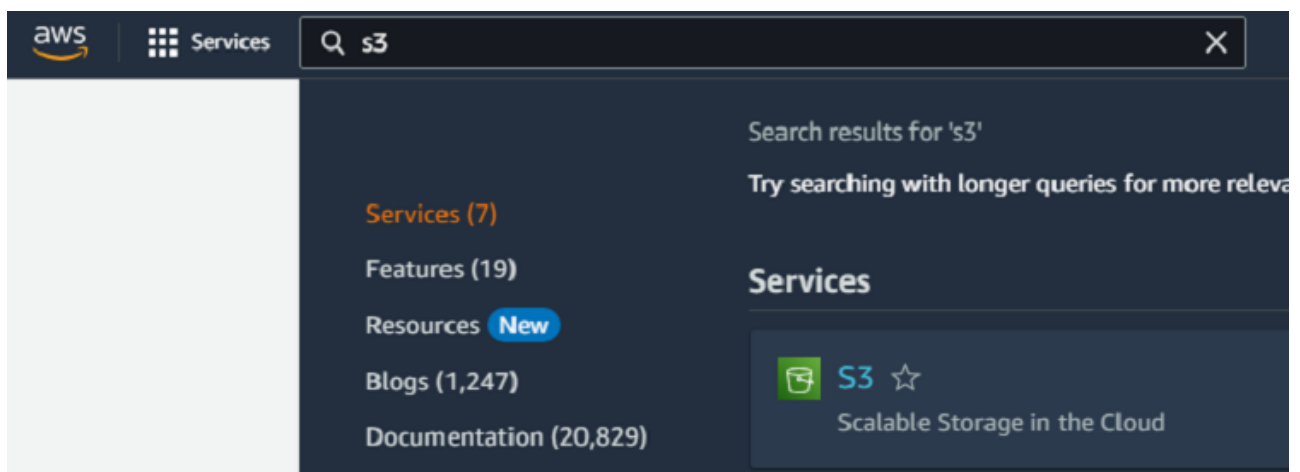 aws
Services
s3
Search results for 's3'
Try searching with longer queries for more releva
Services (7)
Features (19)
Resources New
Blogs (1,247)
Documentation (20,829)
Services
S3
Scalable Storage in the Cloud